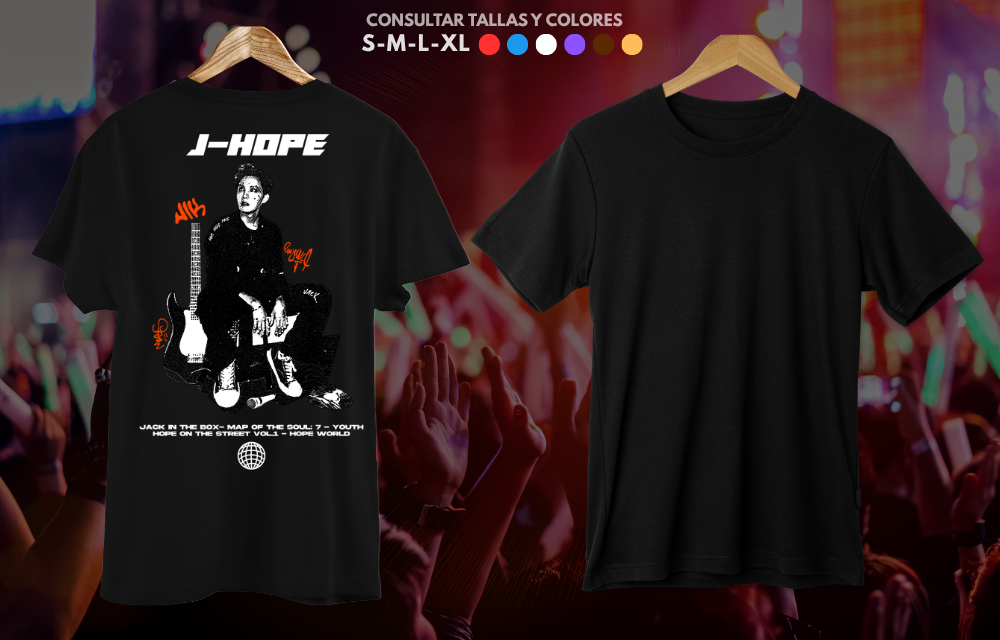 CONSULTAR TALLAS Y COLORES
S-M-L-XL
J-HOPE
JACK
JACK IN THE BOX- MAP OF THE SOUL: 7 - YOUTH
HOPE ON THE STREET VOL.1 - HOPE WORLD